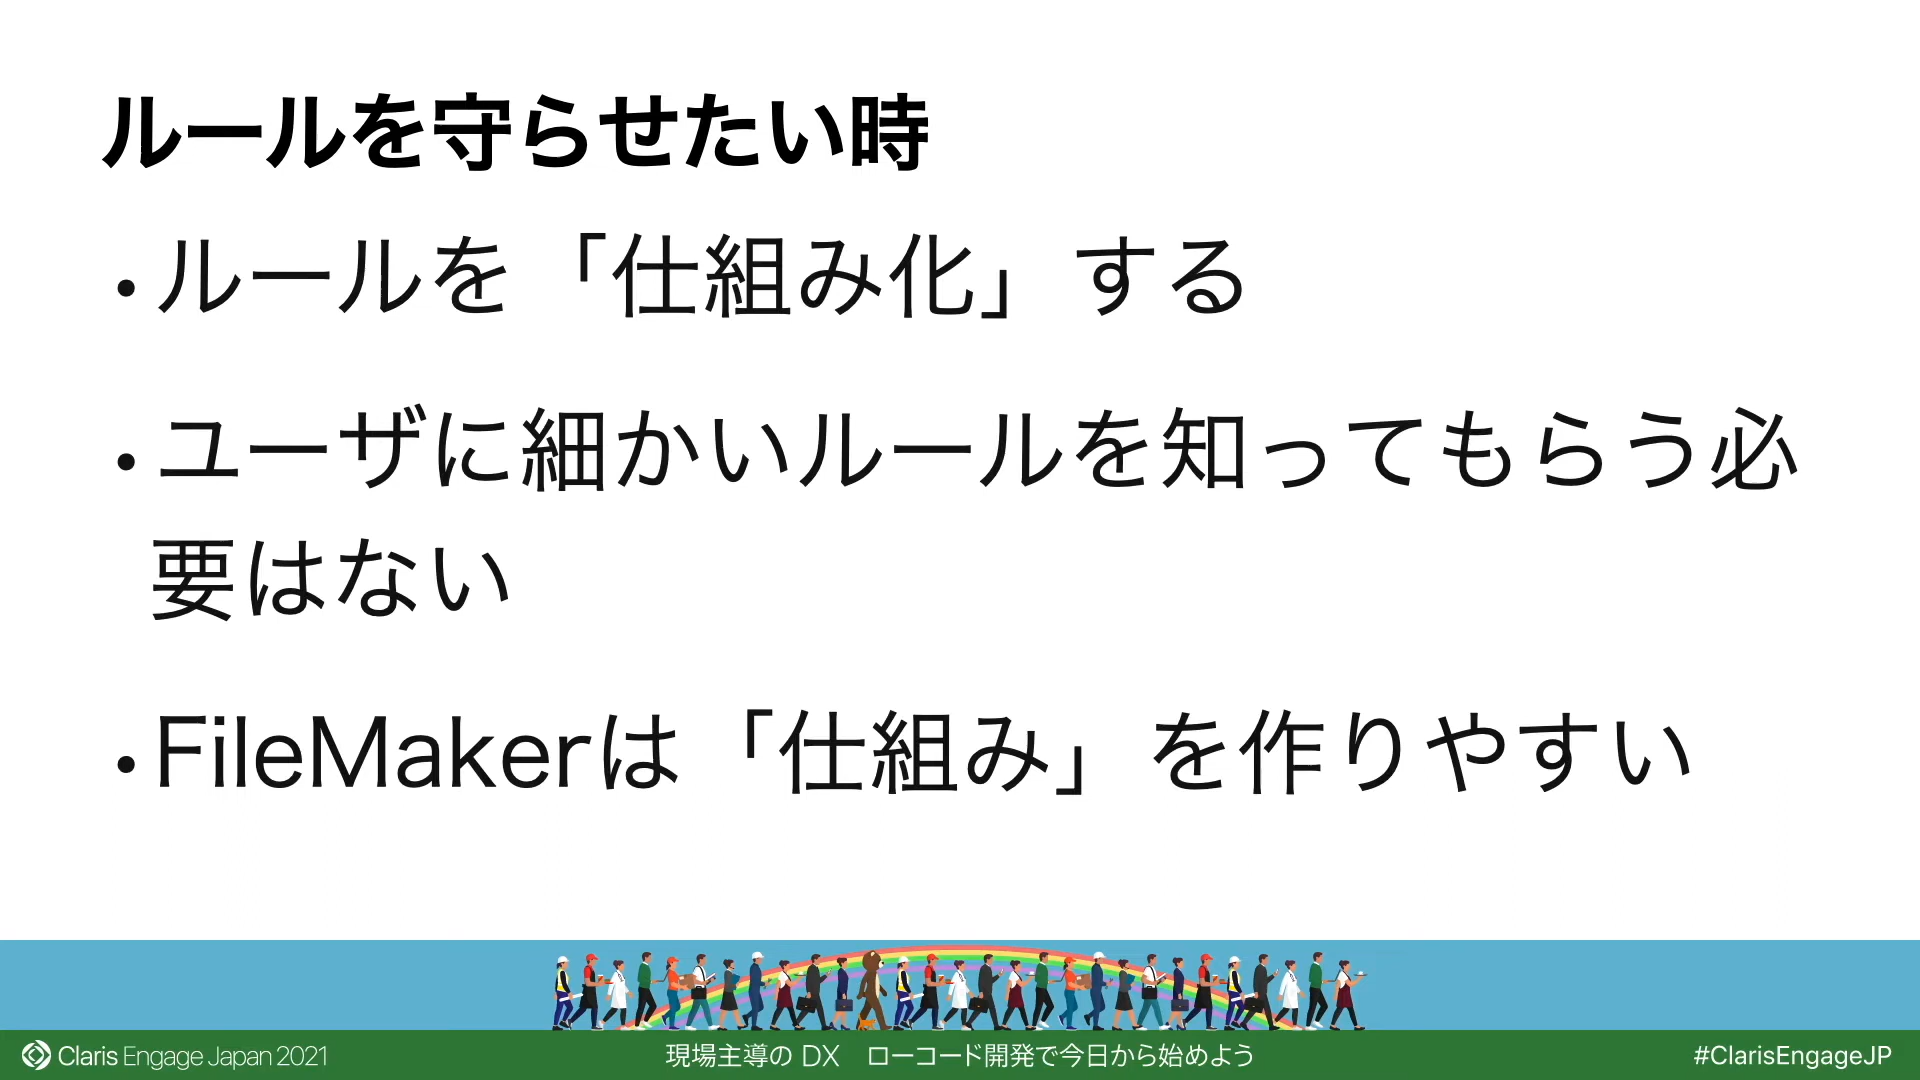 ルールを守らせたい時
• ルールを「仕組み化」する
• ユーザに細かいルールを知ってもらう必
要はない
• FileMakerは「仕組み」を作りやすい
Claris Engage Japan 2021
現場主導の DX　ローコード開発で今日から始めよう
#ClarisEngageJP